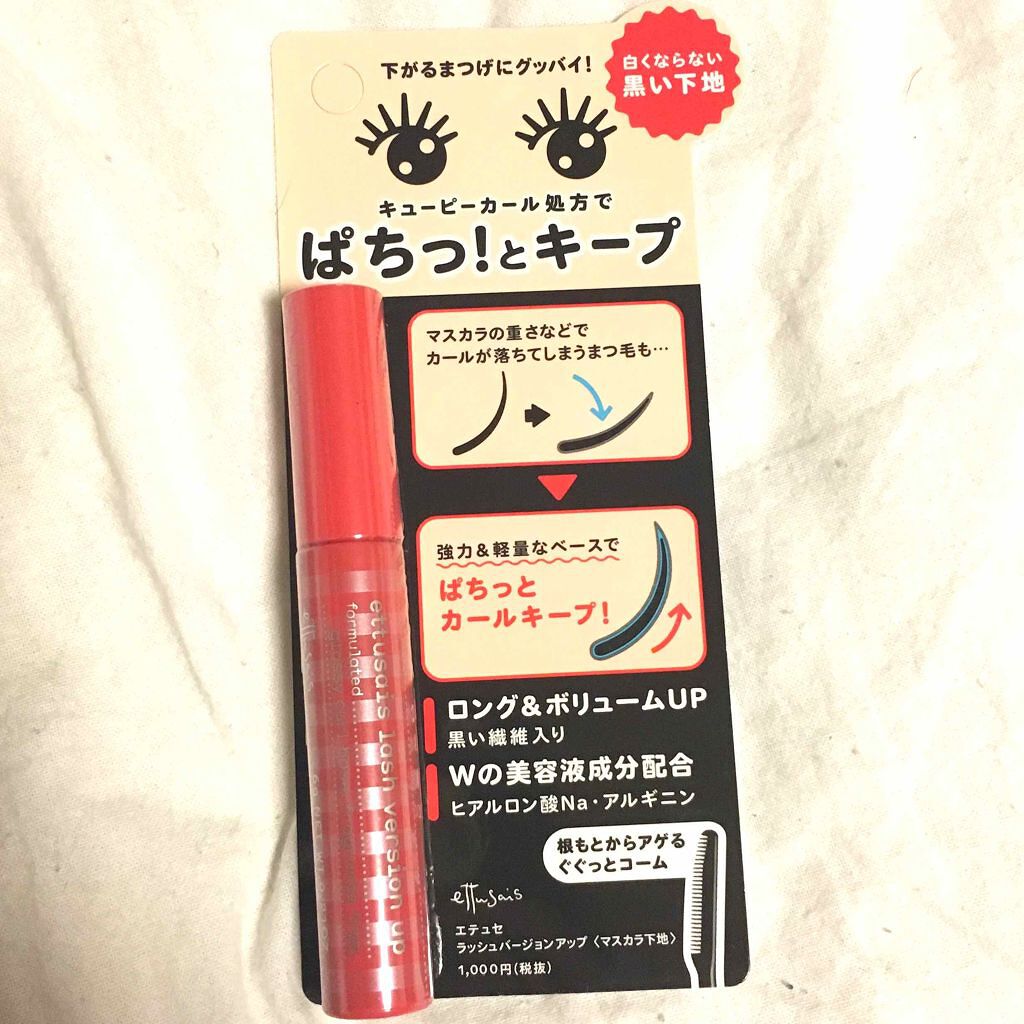 下がるまつげにグッバイ!
白くならない
黒い下地
キューピーカール処方で
ぱちっ!とキープ
マスカラの重さなどで
カールが落ちてしまうまつ毛も…
強力&軽量なベースで
ぱちっと
カールキープ!
ロング&ボリュームUP
黒い繊維入り
Wの美容液成分配合
ヒアルロン酸Na・アルギニン
根もとからアゲる
ぐぐっとコーム
ettusais
エテュセ
ラッシュバージョンアップ〈マスカラ下地〉
1,000円(税抜)
ettusais lash version up
formulated